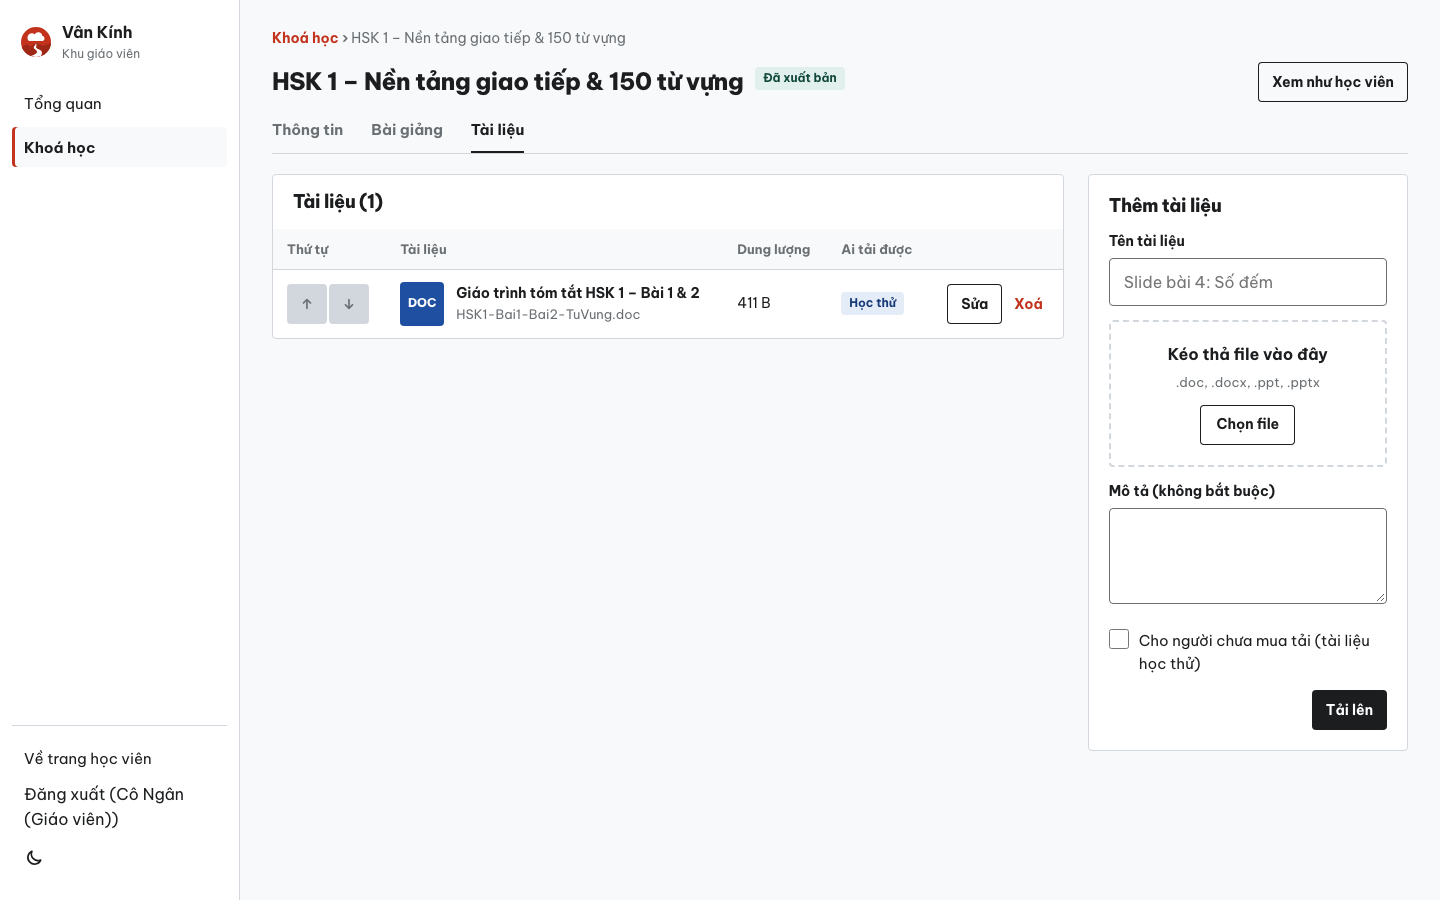 Vân Kính
Khu giáo viên
Tổng quan
Khoá học
Về trang học viên
Đăng xuất (Cô Ngân
(Giáo viên))
Khoá học › HSK 1 – Nền tảng giao tiếp & 150 từ vựng
HSK 1 – Nền tảng giao tiếp & 150 từ vựng
Đã xuất bản
Xem như học viên
Thông tin
Bài giảng
Tài liệu
Tài liệu (1)
Thứ tự
Tài liệu
Dung lượng
Ai tải được
↑
↓
DOC
Giáo trình tóm tắt HSK 1 – Bài 1 & 2
HSK1-Bai1-Bai2-TuVung.doc
411 B
Học thử
Sửa
Xoá
Thêm tài liệu
Tên tài liệu
Slide bài 4: Số đếm
Kéo thả file vào đây
.doc, .docx, .ppt, .pptx
Chọn file
Mô tả (không bắt buộc)
Cho người chưa mua tải (tài liệu
học thử)
Tải lên